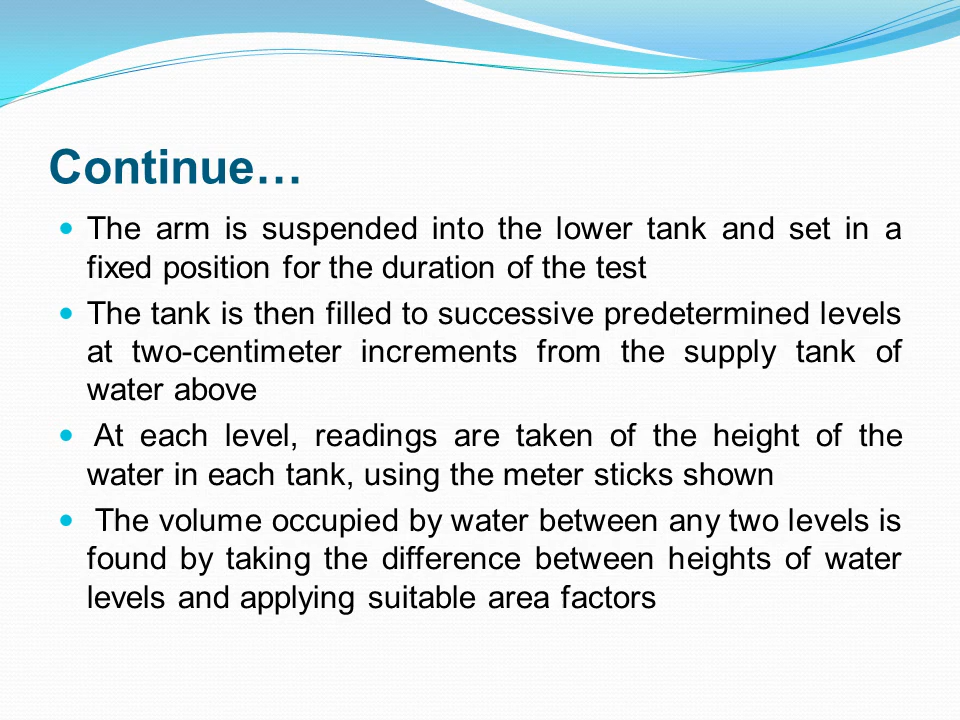 Continue…
The arm is suspended into the lower tank and set in a
fixed position for the duration of the test
The tank is then filled to successive predetermined levels
at two-centimeter increments from the supply tank of
water above
At each level, readings are taken of the height of the
water in each tank, using the meter sticks shown
The volume occupied by water between any two levels is
found by taking the difference between heights of water
levels and applying suitable area factors